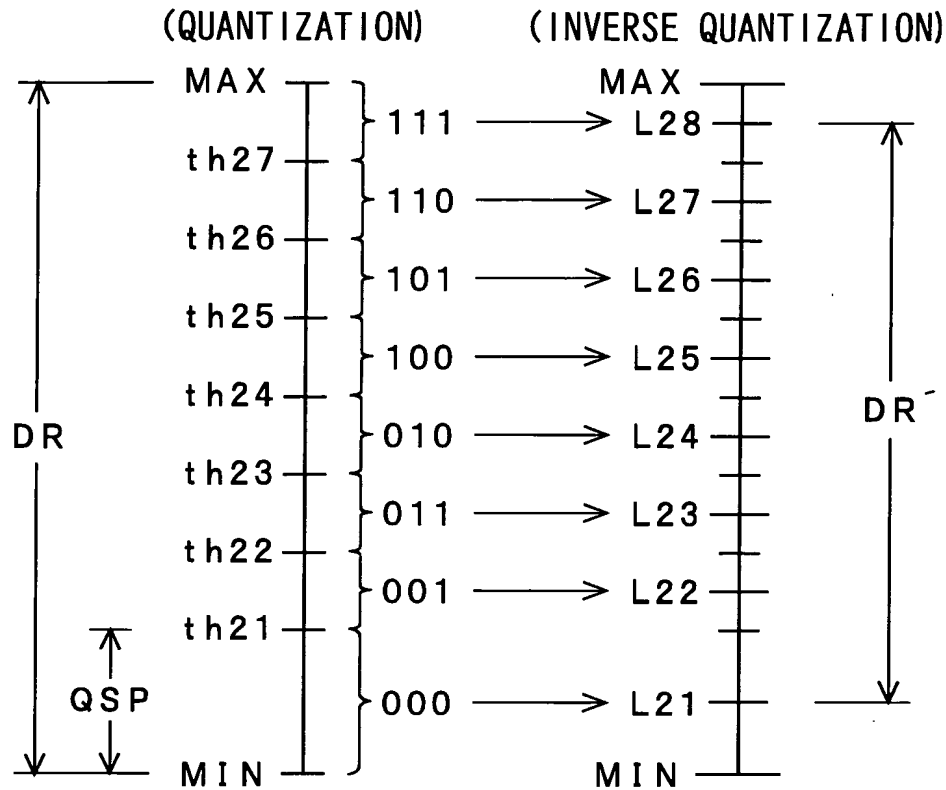 (QUANTIZATION) (INVERSE QUANTIZATION)
MAX MAX
111 L28
th27
110 L27
th26
101 L26
th25
100 L25
th24
DR 010 L24 DR´
th23
011 L23
th22
001 L22
th21
QSP 000 L21
MIN MIN